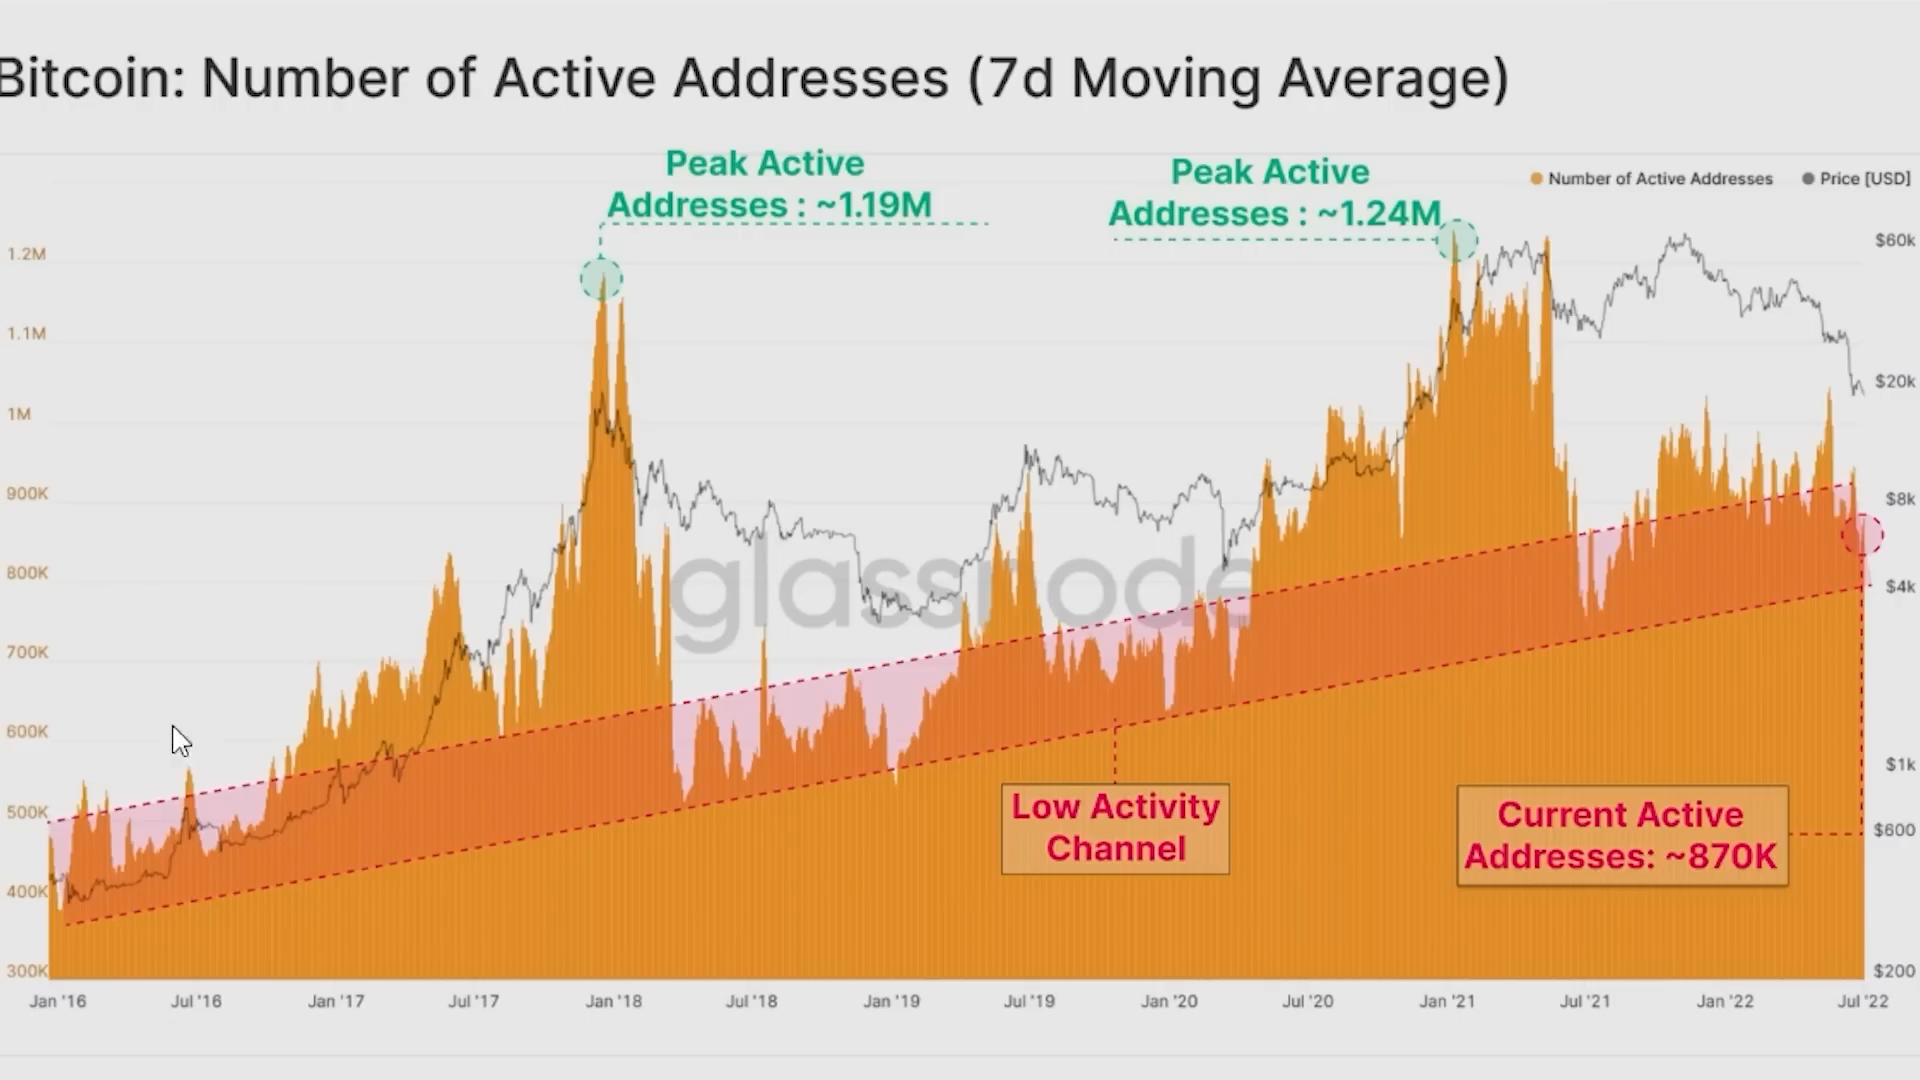 Bitcoin: Number of Active Addresses (7d Moving Average)
Peak Active
Addresses : ~1.19M
Peak Active
Addresses : ~1.24M
Number of Active Addresses
Price [USD]
1.2M
1.1M
1M
900K
800K
700K
600K
500K
400K
300K
$60k
$20k
$8k
$4k
$1k
$600
$200
glassnode
Low Activity
Channel
Current Active
Addresses: ~870K
Jan '16
Jul '16
Jan '17
Jul '17
Jan '18
Jul '18
Jan '19
Jul '19
Jan '20
Jul '20
Jan '21
Jul '21
Jan '22
Jul '22